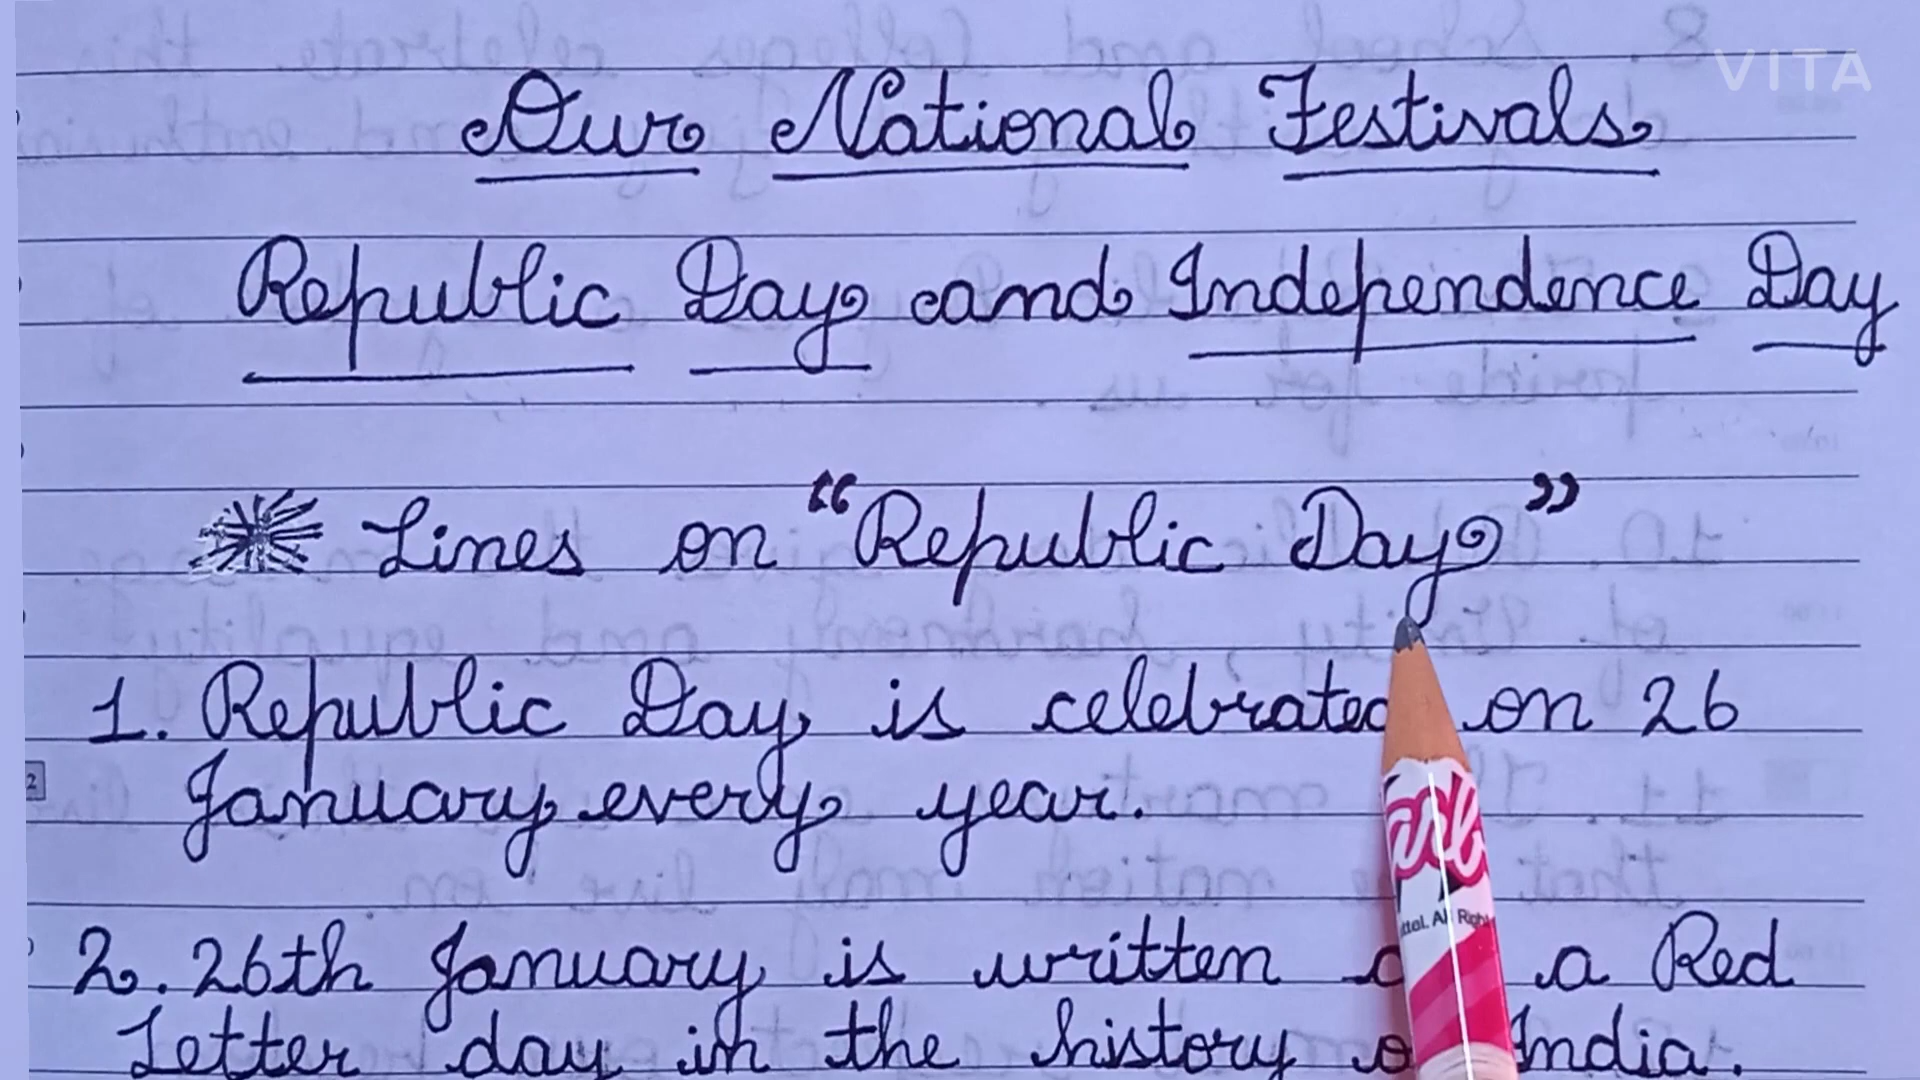 VITA
Our National Festivals
Republic Day and Independence Day
Lines on "Republic Day"
1. Republic Day is celebrated on 26
January every year.
2. 26th January is written a Red
Letter day in the history India.